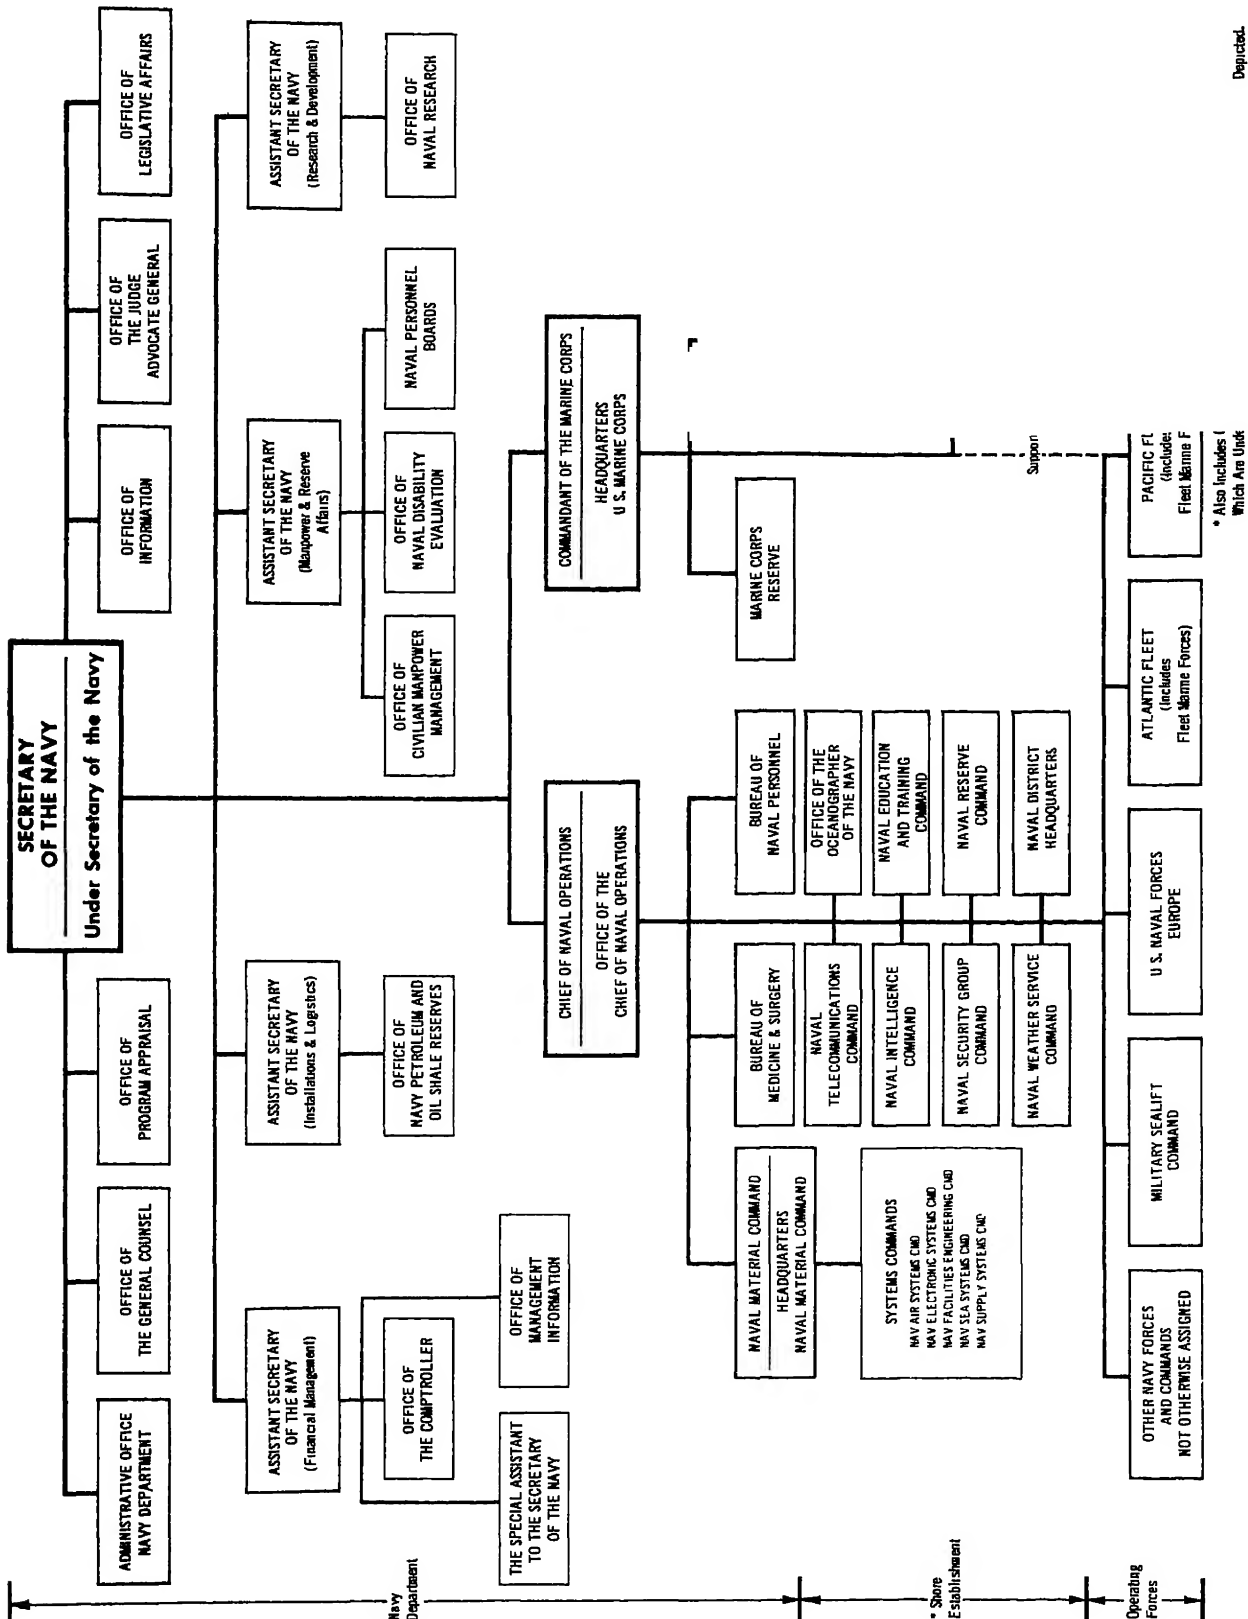 SECRETARY
OF THE NAVY
Under Secretary of the Navy
ADMINISTRATIVE OFFICE
NAVY DEPARTMENT
OFFICE OF
THE GENERAL COUNSEL
OFFICE OF
PROGRAM APPRAISAL
OFFICE OF
INFORMATION
OFFICE OF
THE JUDGE
ADVOCATE GENERAL
OFFICE OF
LEGISLATIVE AFFAIRS
ASSISTANT SECRETARY
OF THE NAVY
(Financial Management)
ASSISTANT SECRETARY
OF THE NAVY
(Installations & Logistics)
ASSISTANT SECRETARY
OF THE NAVY
(Manpower & Reserve
Affairs)
ASSISTANT SECRETARY
OF THE NAVY
(Research & Development)
OFFICE OF
THE COMPTROLLER
OFFICE OF
NAVY PETROLEUM AND
OIL SHALE RESERVES
OFFICE OF
CIVILIAN MANPOWER
MANAGEMENT
OFFICE OF
NAVAL DISABILITY
EVALUATION
NAVAL PERSONNEL
BOARDS
OFFICE OF
NAVAL RESEARCH
THE SPECIAL ASSISTANT
TO THE SECRETARY
OF THE NAVY
OFFICE OF
MANAGEMENT
INFORMATION
Navy
Department
CHIEF OF NAVAL OPERATIONS
OFFICE OF THE
CHIEF OF NAVAL OPERATIONS
COMMANDANT OF THE MARINE CORPS
HEADQUARTERS
U S. MARINE CORPS
NAVAL MATERIAL COMMAND
HEADQUARTERS
NAVAL MATERIAL COMMAND
BUREAU OF
MEDICINE & SURGERY
BUREAU OF
NAVAL PERSONNEL
MARINE CORPS
RESERVE
NAVAL
TELECOMMUNICATIONS
COMMAND
OFFICE OF THE
OCEANOGRAPHER
OF THE NAVY
SYSTEMS COMMANDS
NAV AIR SYSTEMS CMD
NAV ELECTRONIC SYSTEMS CMD
NAV FACILITIES ENGINEERING CMD
NAV SEA SYSTEMS CMD
NAV SUPPLY SYSTEMS CMD
NAVAL INTELLIGENCE
COMMAND
NAVAL EDUCATION
AND TRAINING
COMMAND
NAVAL SECURITY GROUP
COMMAND
NAVAL RESERVE
COMMAND
NAVAL WEATHER SERVICE
COMMAND
NAVAL DISTRICT
HEADQUARTERS
* Shore
Establishment
Support
OTHER NAVY FORCES
AND COMMANDS
NOT OTHERWISE ASSIGNED
MILITARY SEALIFT
COMMAND
U S. NAVAL FORCES
EUROPE
ATLANTIC FLEET
(Includes
Fleet Marine Forces)
PACIFIC FL
(Includes
Fleet Marine F
Operating
Forces
* Also Includes
Which Are Unde
Depicted.